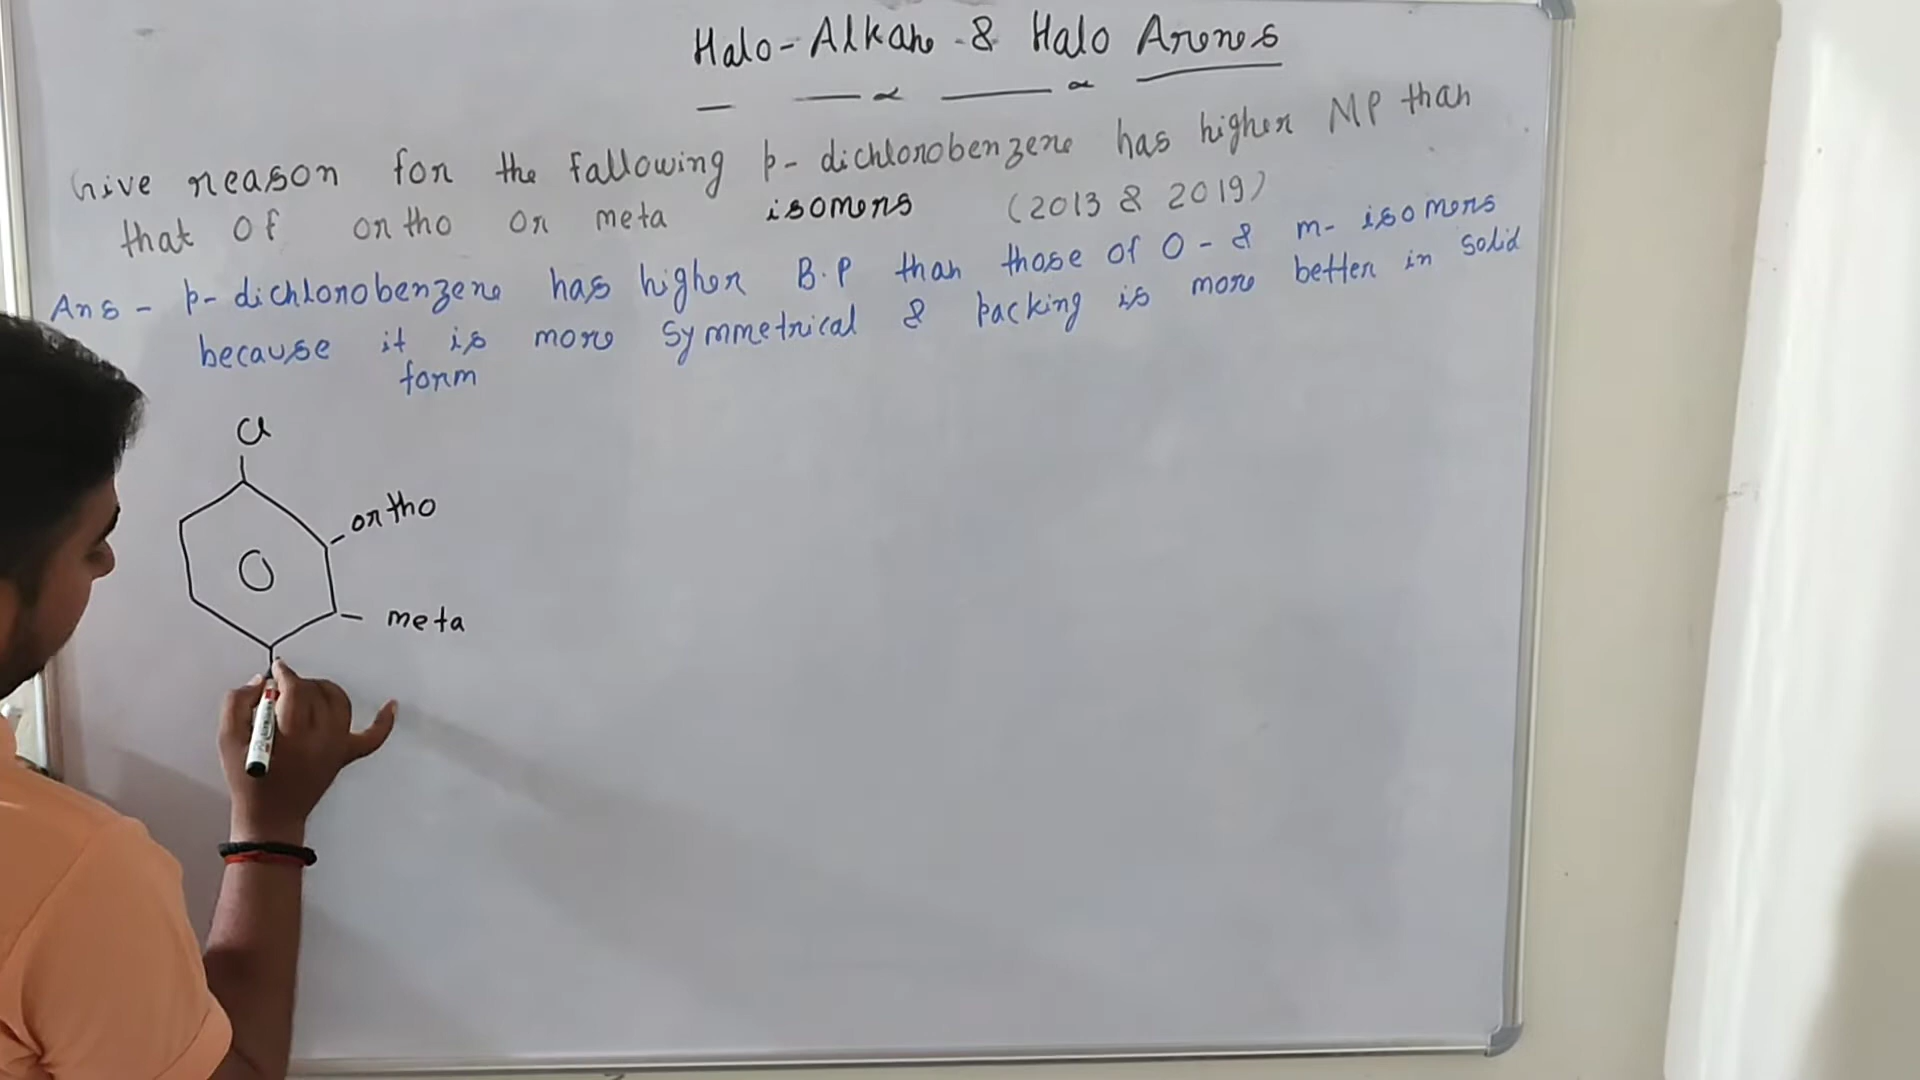 Halo-Alkane & Halo Arenes
Give reason for the fallowing p- dichlorobenzene has higher MP than
that of ortho or meta isomers (2013 & 2019)
Ans - p- dichlorobenzene has higher B.P than those of O- & m- isomers
because it is more symmetrical & packing is more better in solid
form
Cl
ortho
meta